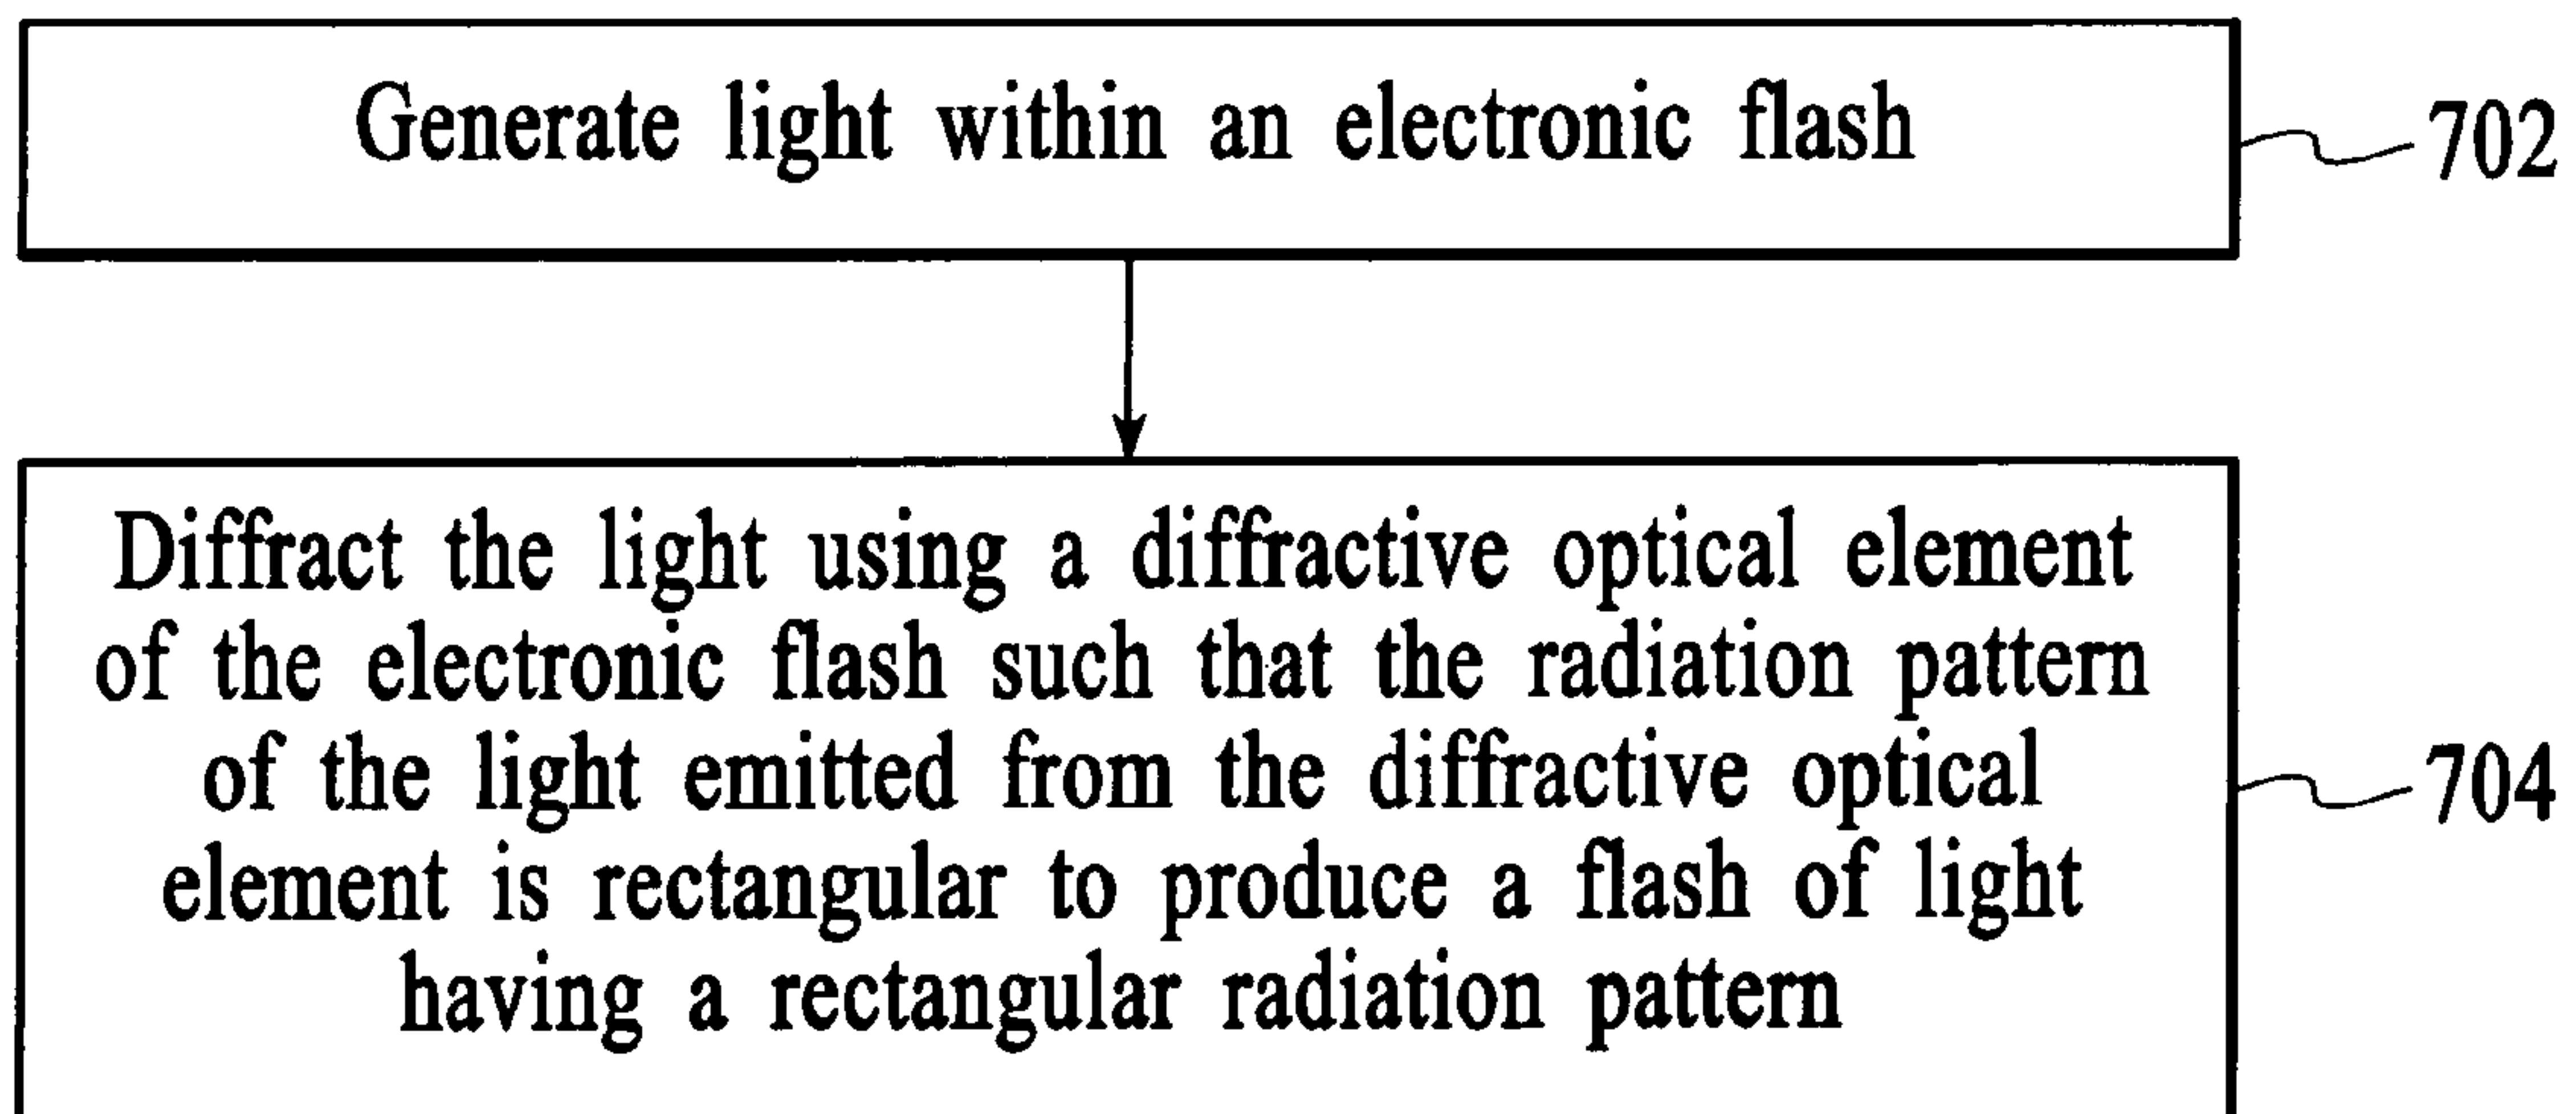 Generate light within an electronic flash
702
Diffract the light using a diffractive optical element
of the electronic flash such that the radiation pattern
of the light emitted from the diffractive optical
element is rectangular to produce a flash of light
having a rectangular radiation pattern
704